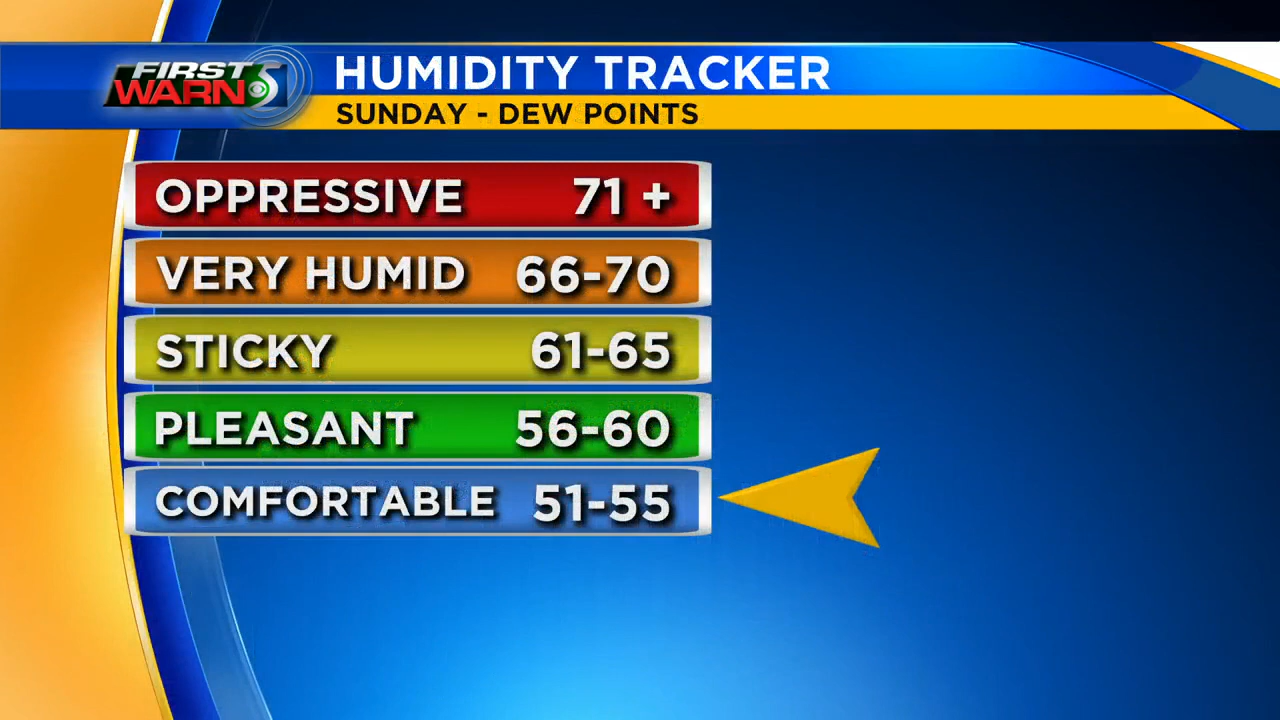 FIRST
WARN 5
HUMIDITY TRACKER
SUNDAY - DEW POINTS
OPPRESSIVE 71 +
VERY HUMID 66-70
STICKY 61-65
PLEASANT 56-60
COMFORTABLE 51-55